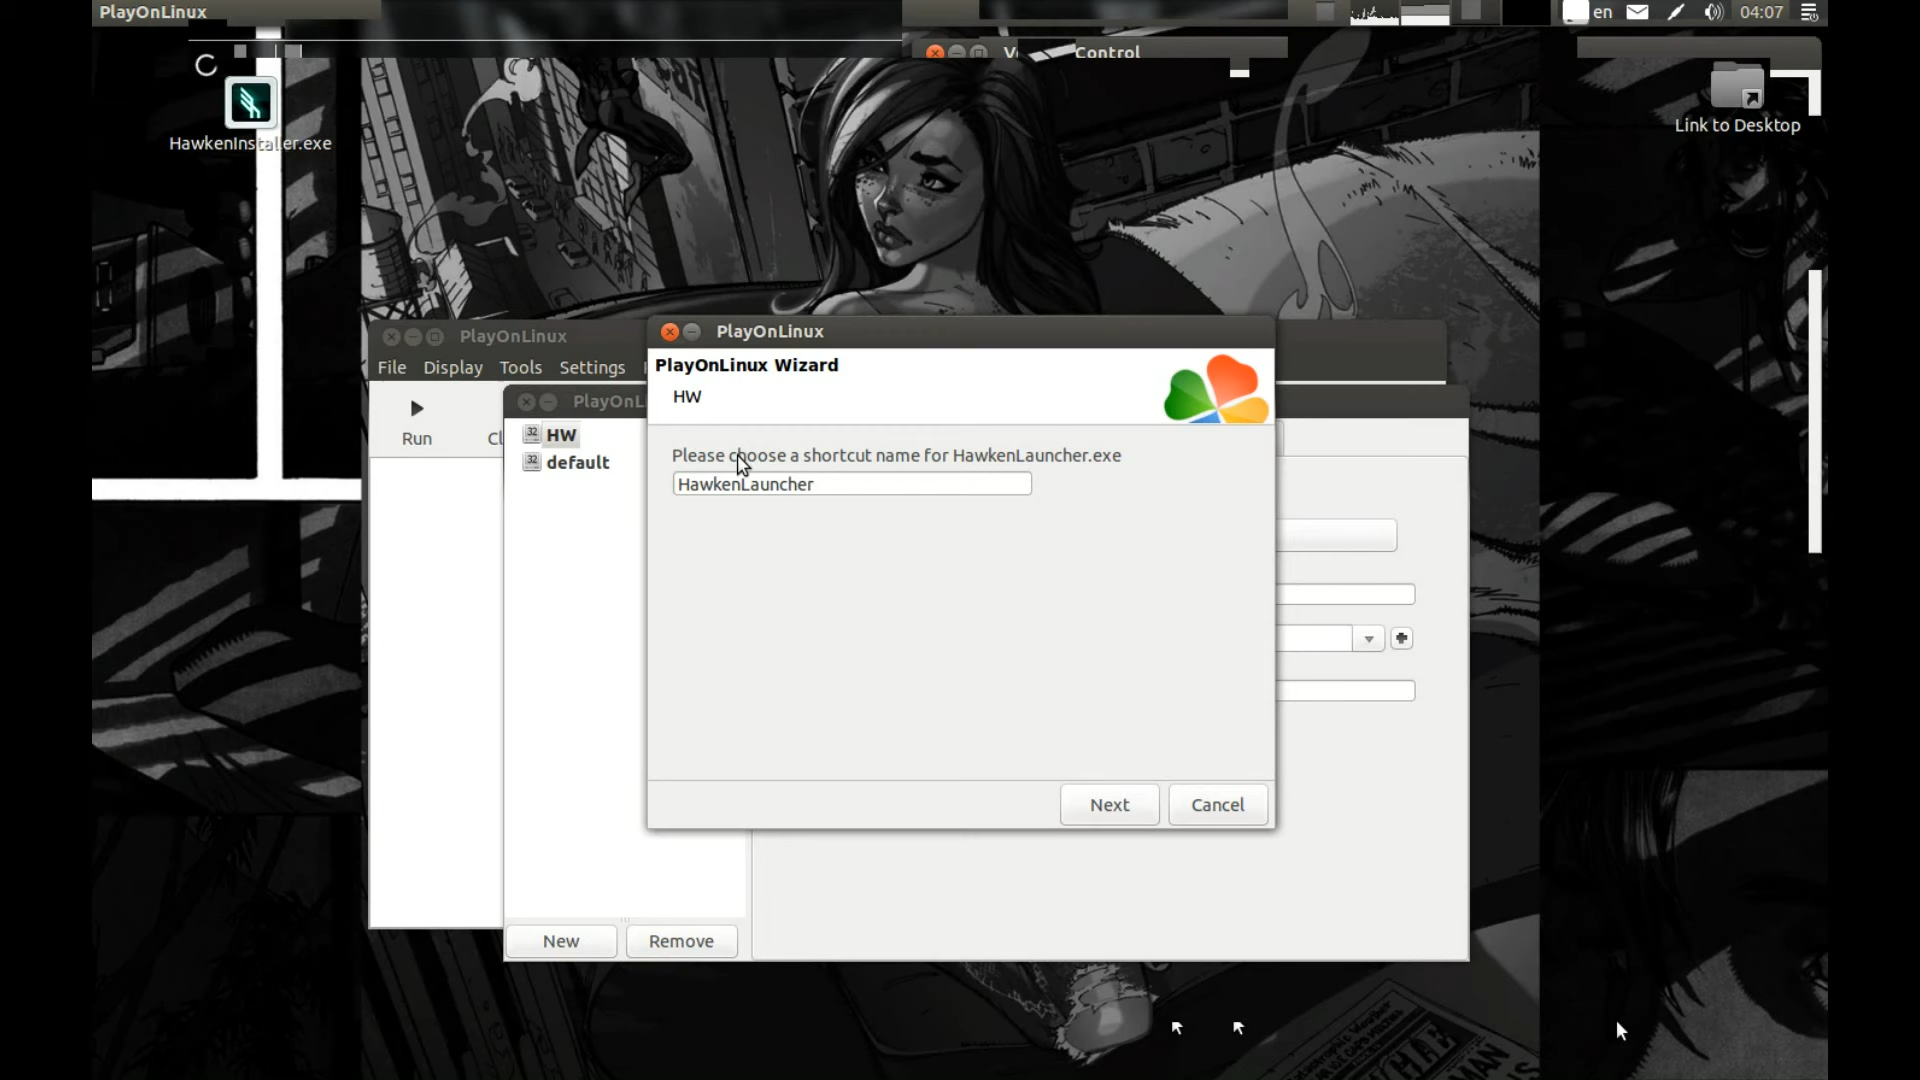 PlayOnLinux
en
04:07
Control
HawkenInstaller.exe
Link to Desktop
PlayOnLinux
File Display Tools Settings
Run
PlayOnL
HW
default
New
Remove
PlayOnLinux
PlayOnLinux Wizard
HW
Please choose a shortcut name for HawkenLauncher.exe
HawkenLauncher
Next
Cancel